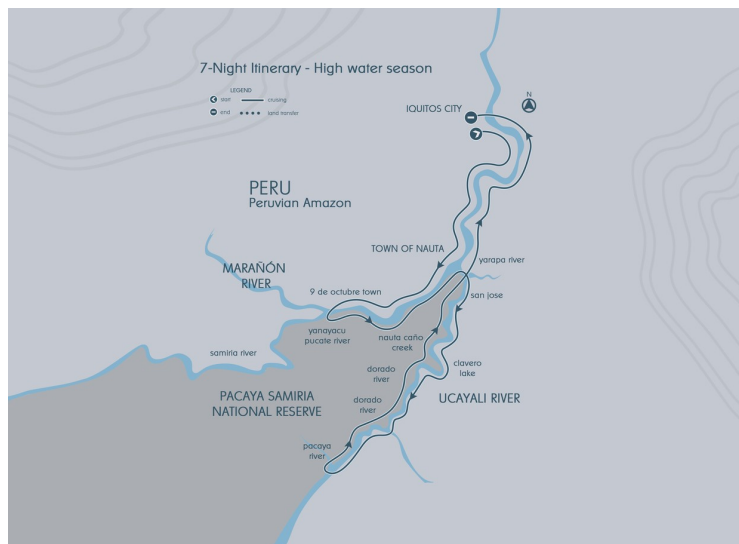 7-Night Itinerary - High water season
LEGEND
start
cruising
end
land transfer
N
IQUITOS CITY
PERU
Peruvian Amazon
TOWN OF NAUTA
yarapa river
MARAÑÓN
RIVER
9 de octubre town
san jose
yanayacu
pucate river
nauta caño
creek
samiria river
clavero
lake
dorado
river
PACAYA SAMIRIA
NATIONAL RESERVE
dorado
river
UCAYALI RIVER
pacaya
river